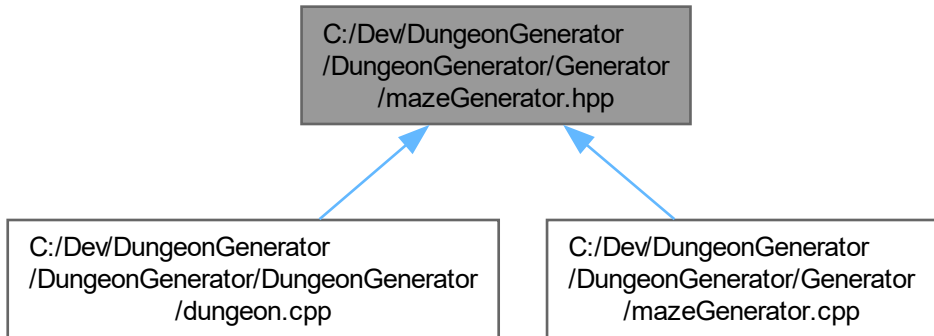 C:/Dev/DungeonGenerator
/DungeonGenerator/Generator
/mazeGenerator.hpp
C:/Dev/DungeonGenerator
/DungeonGenerator/DungeonGenerator
/dungeon.cpp
C:/Dev/DungeonGenerator
/DungeonGenerator/Generator
/mazeGenerator.cpp